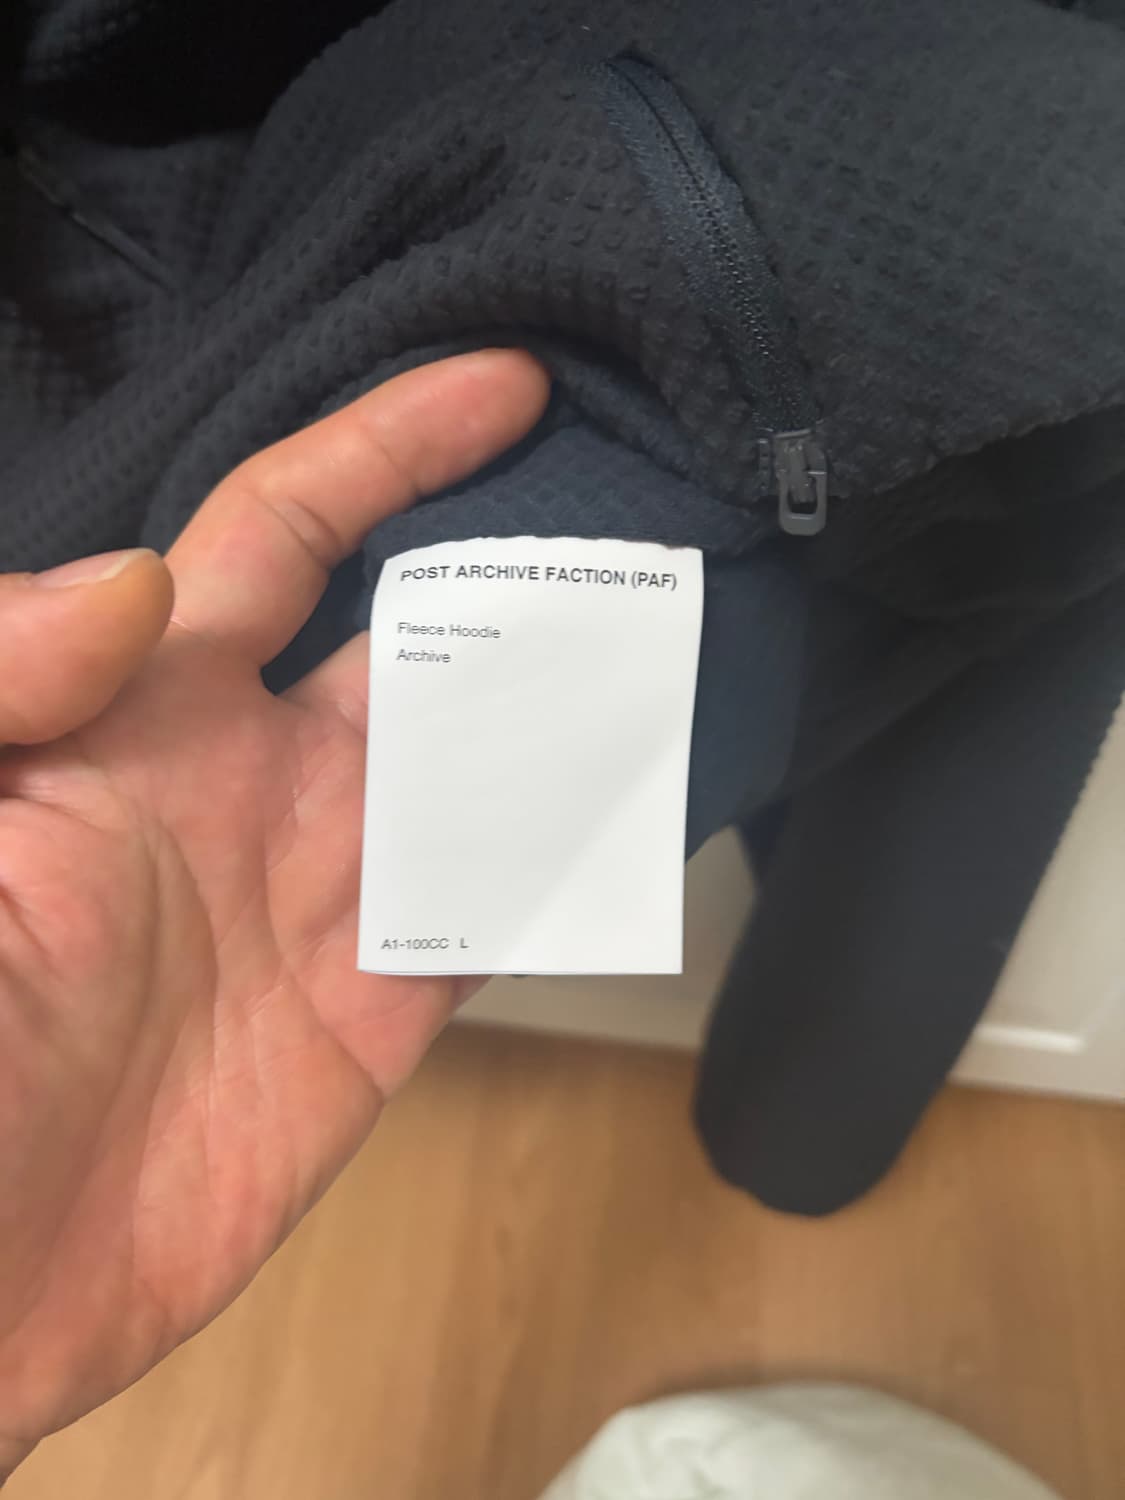 POST ARCHIVE FACTION (PAF)
Fleece Hoodie
Archive
A1-100CC L